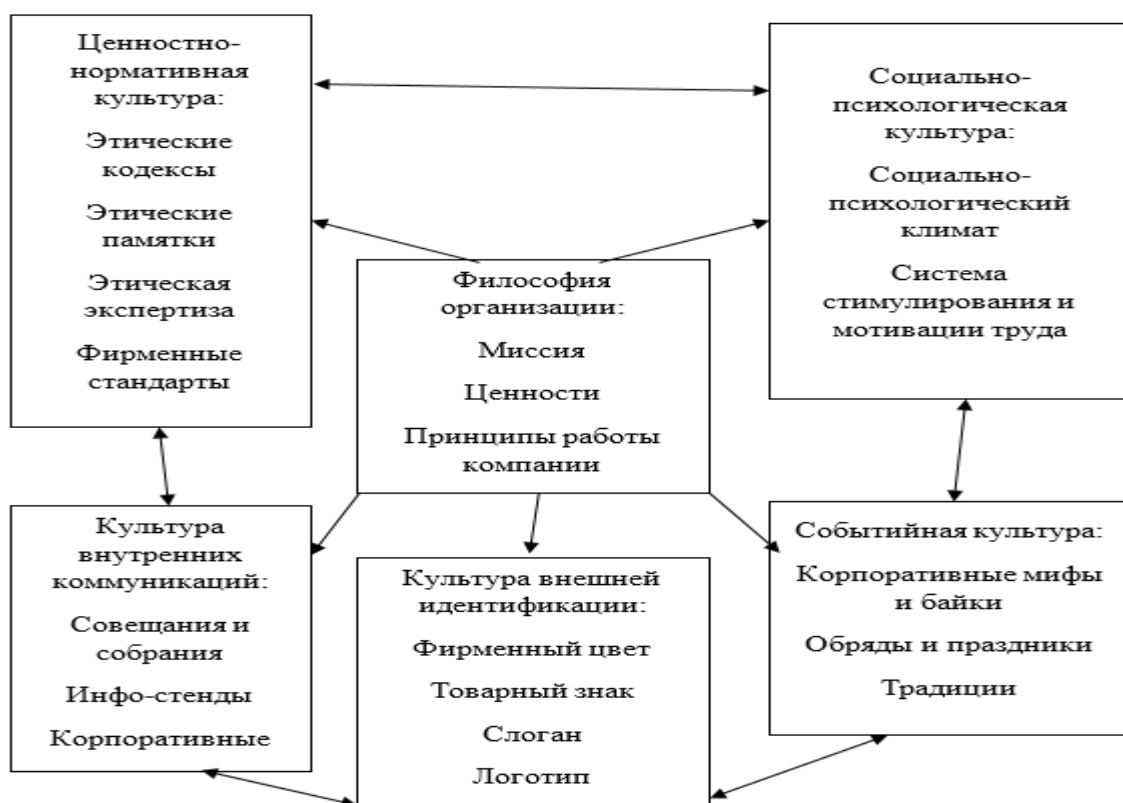 Ценностно-
нормативная
культура:
Этические
кодексы
Этические
памятки
Этическая
экспертиза
Фирменные
стандарты
Социально-
психологическая
культура:
Социально-
психологический
климат
Система
стимулирования и
мотивации труда
Философия
организации:
Миссия
Ценности
Принципы работы
компании
Культура
внутренних
коммуникаций:
Совещания и
собрания
Инфо-стенды
Корпоративные
Культура внешней
идентификации:
Фирменный цвет
Товарный знак
Слоган
Логотип
Событийная культура:
Корпоративные мифы
и байки
Обряды и праздники
Традиции